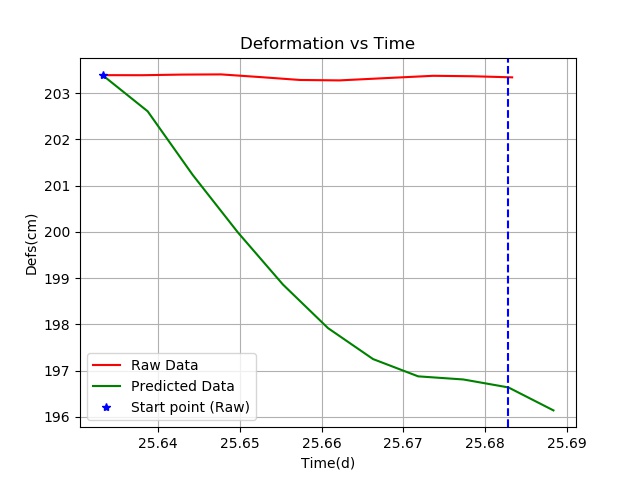 Deformation vs Time
Defs(cm)
203
202
201
200
199
198
197
196
Raw Data
Predicted Data
Start point (Raw)
25.64 25.65 25.66 25.67 25.68 25.69
Time(d)